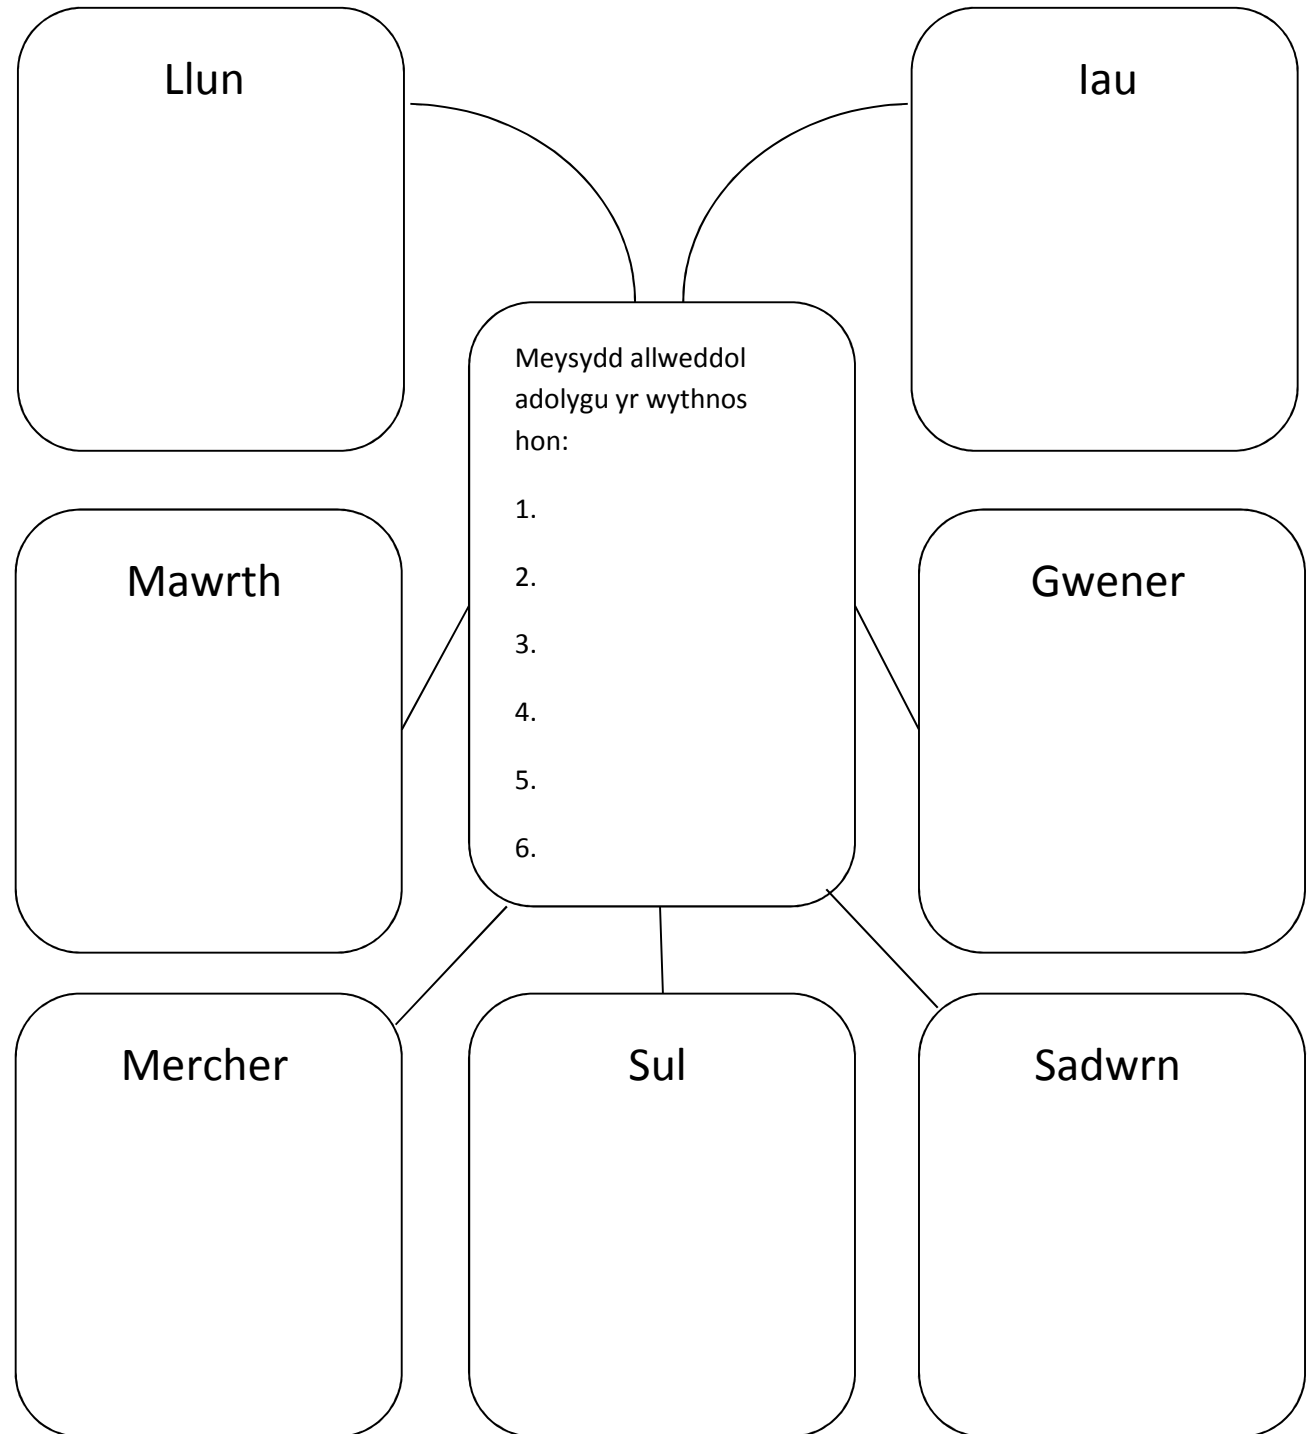 Llun
Iau
Meysydd allweddol
adolygu yr wythnos
hon:
1.
2.
3.
4.
5.
6.
Mawrth
Gwener
Mercher
Sul
Sadwrn